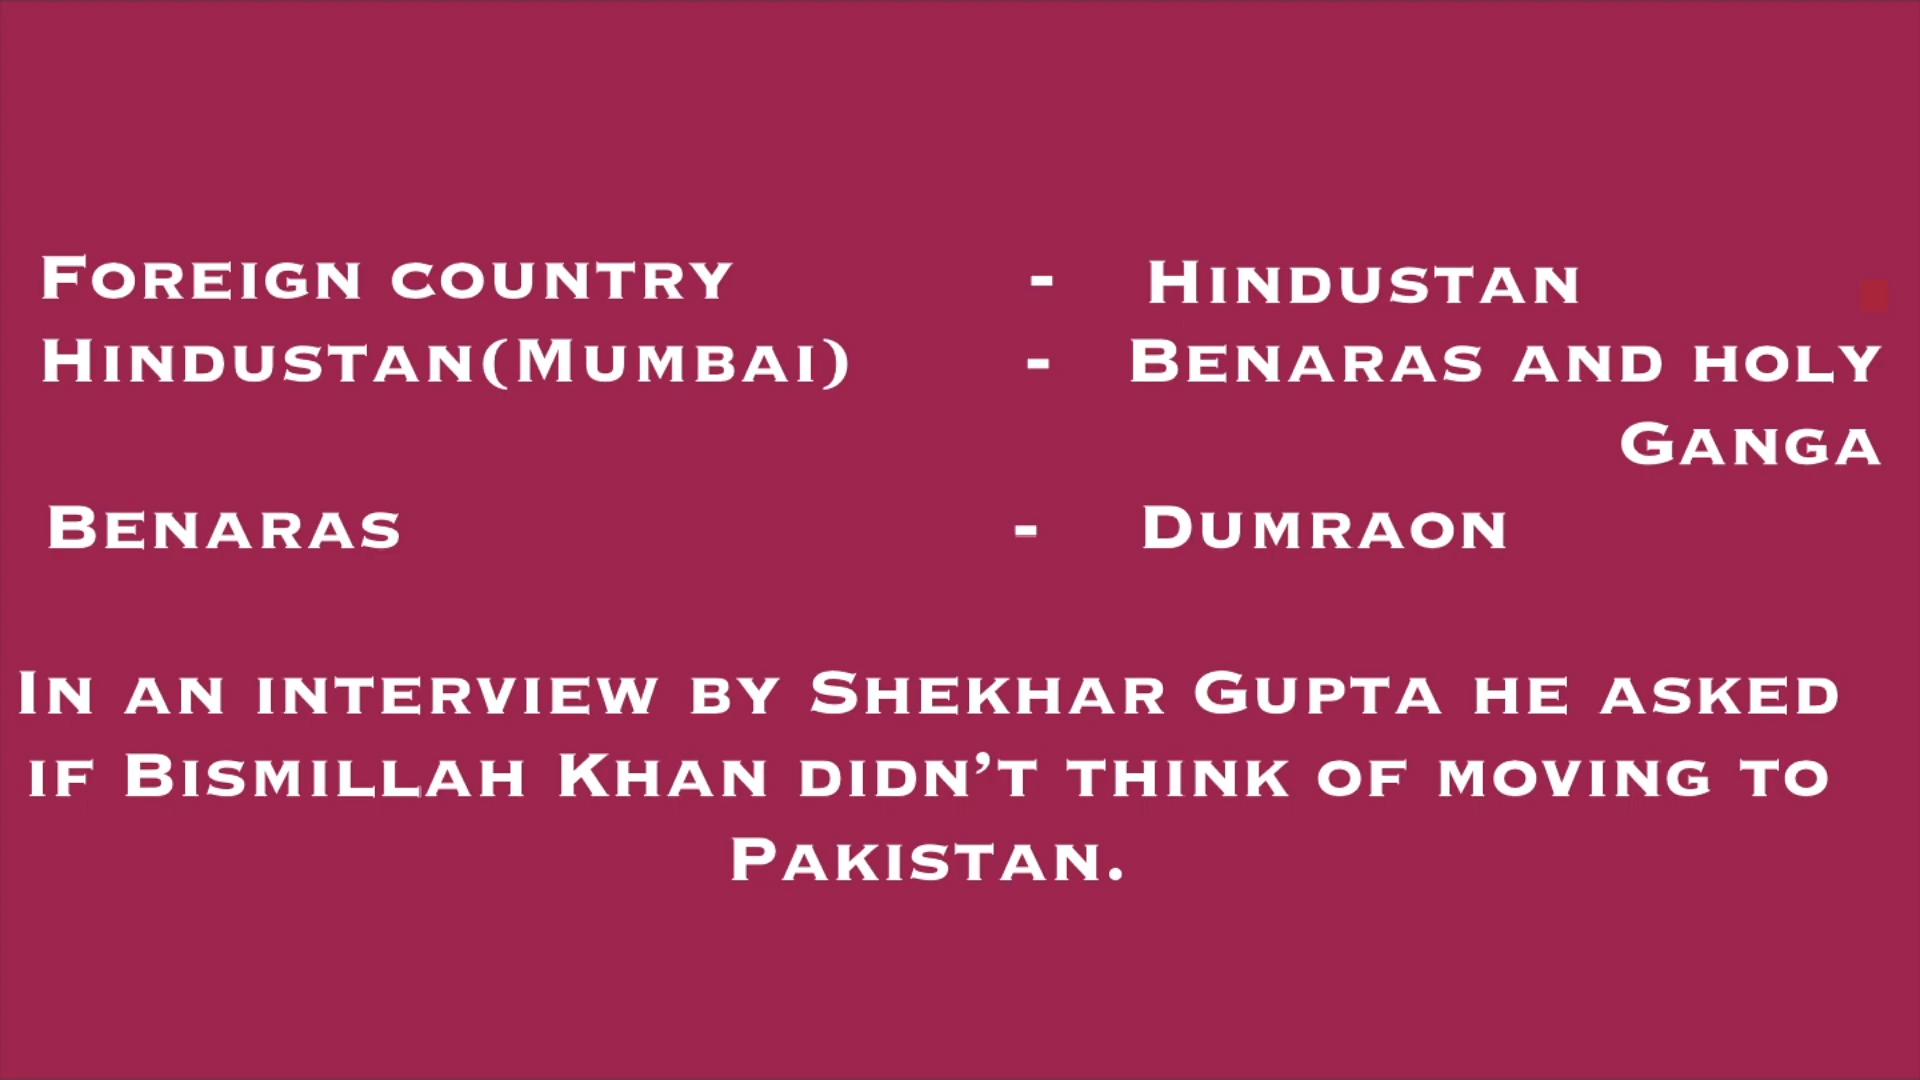 Foreign country - Hindustan
Hindustan(Mumbai) - Benaras and holy
Ganga
Benaras - Dumraon
In an interview by Shekhar Gupta he asked
if Bismillah Khan didn’t think of moving to
Pakistan.